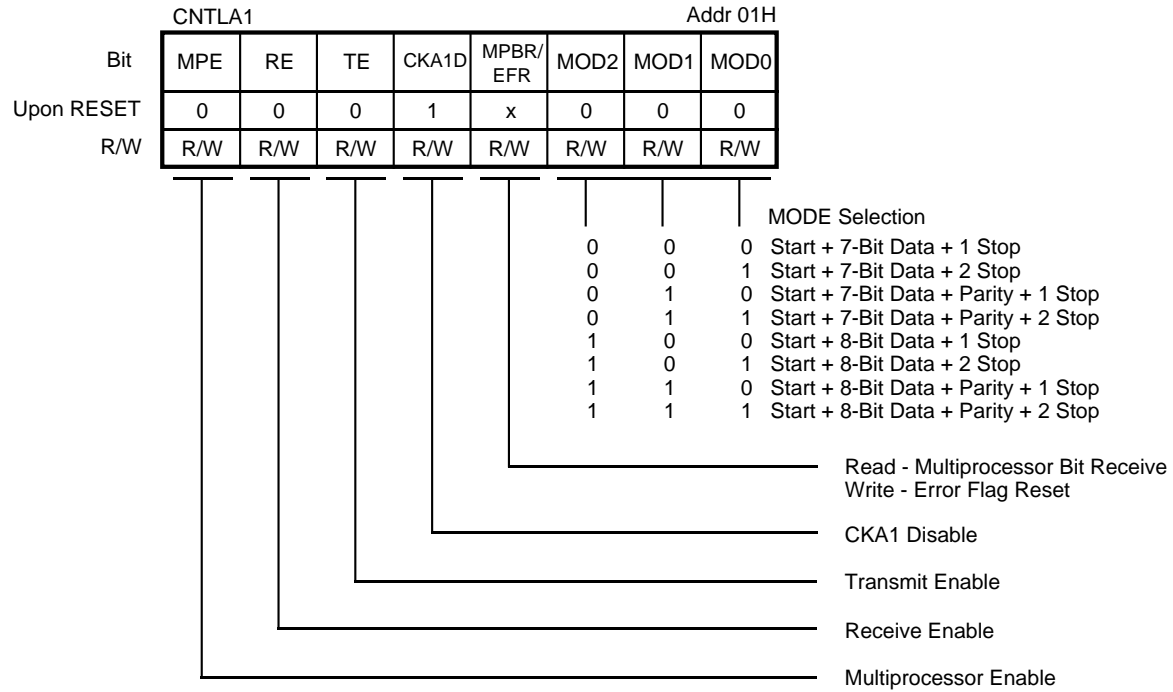 CNTLA1 Addr 01H
Bit MPE RE TE CKA1D MPBR/ EFR MOD2 MOD1 MOD0
Upon RESET 0 0 0 1 x 0 0 0
R/W R/W R/W R/W R/W R/W R/W R/W R/W
MODE Selection
0 0 0 Start + 7-Bit Data + 1 Stop
0 0 1 Start + 7-Bit Data + 2 Stop
0 1 0 Start + 7-Bit Data + Parity + 1 Stop
0 1 1 Start + 7-Bit Data + Parity + 2 Stop
1 0 0 Start + 8-Bit Data + 1 Stop
1 0 1 Start + 8-Bit Data + 2 Stop
1 1 0 Start + 8-Bit Data + Parity + 1 Stop
1 1 1 Start + 8-Bit Data + Parity + 2 Stop
Read - Multiprocessor Bit Receive
Write - Error Flag Reset
CKA1 Disable
Transmit Enable
Receive Enable
Multiprocessor Enable